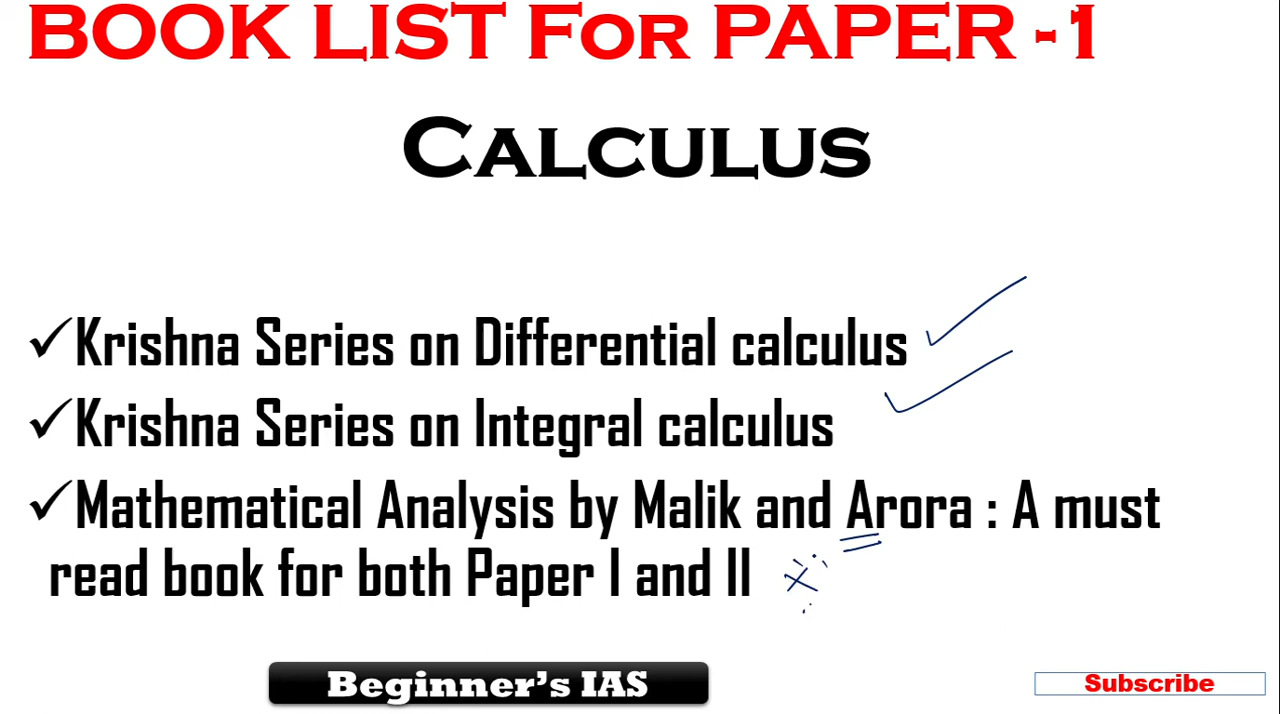 BOOK LIST FOR PAPER -1
CALCULUS
✓Krishna Series on Differential calculus
✓Krishna Series on Integral calculus
✓Mathematical Analysis by Malik and Arora : A must
read book for both Paper I and II
Beginner's IAS
Subscribe